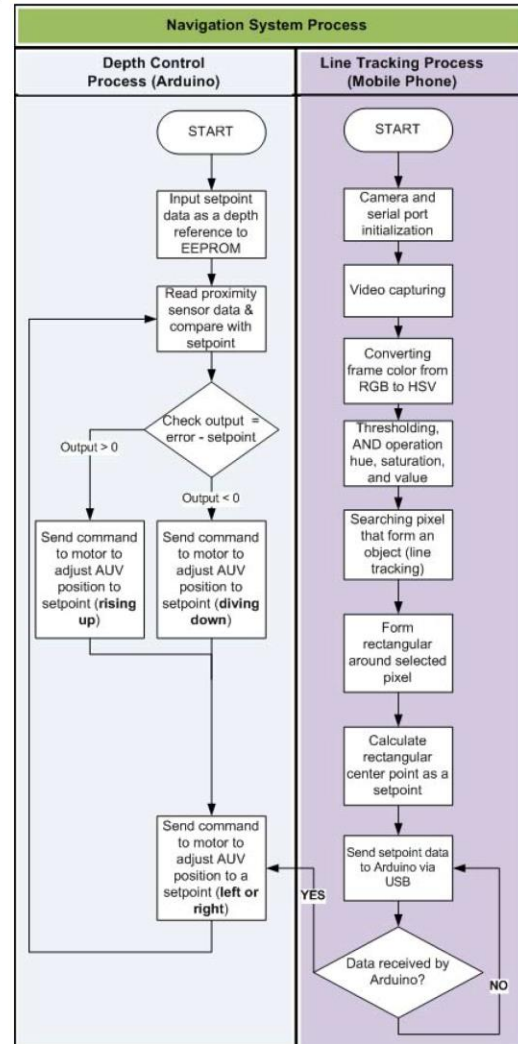 Navigation System Process
Depth Control
Process (Arduino)
START
Input setpoint
data as a depth
reference to
EEPROM
Read proximity
sensor data &
compare with
setpoint
Check output =
error - setpoint
Output > 0
Output < 0
Send command
to motor to
adjust AUV
position to
setpoint (rising
up)
Send command
to motor to
adjust AUV
position to
setpoint (diving
down)
Send command
to motor to
adjust AUV
position to a
setpoint (left or
right)
Line Tracking Process
(Mobile Phone)
START
Camera and
serial port
initialization
Video capturing
Converting
frame color from
RGB to HSV
Thresholding,
AND operation
hue, saturation,
and value
Searching pixel
that form an
object (line
tracking)
Form
rectangular
around selected
pixel
Calculate
rectangular
center point as a
setpoint
Send setpoint data
to Arduino via
USB
YES
Data received by
Arduino?
NO